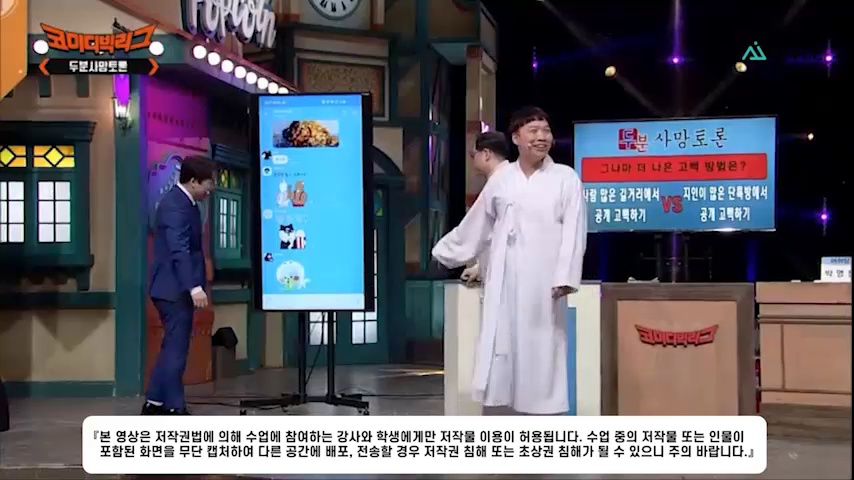 Popcorn
코미디빅리그
두분사망토론
두분 사망토론
그나마 더 나은 고백 방법은?
사람 많은 길거리에서
공개 고백하기
VS
지인이 많은 단톡방에서
공개 고백하기
코미디빅리그
『본 영상은 저작권법에 의해 수업에 참여하는 강사와 학생에게만 저작물 이용이 허용됩니다. 수업 중의 저작물 또는 인물이
포함된 화면을 무단 캡처하여 다른 공간에 배포, 전송할 경우 저작권 침해 또는 초상권 침해가 될 수 있으니 주의 바랍니다.』